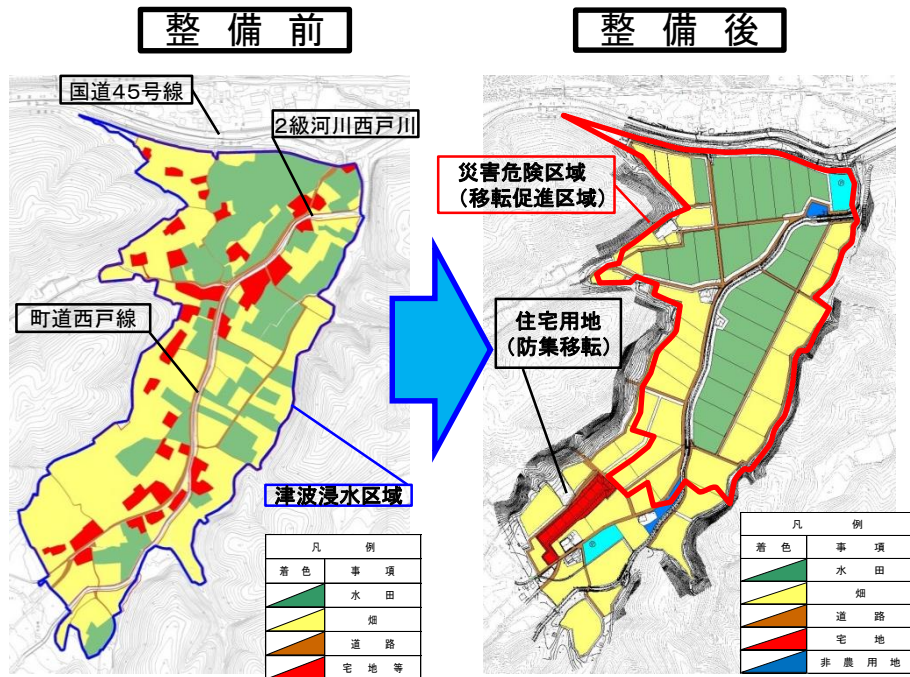 整備前
整備後
国道45号線
2級河川西戸川
災害危険区域
（移転促進区域）
町道西戸線
住宅用地
（防集移転）
津波浸水区域
凡例
着色 事項
水田
畑
道路
宅地等
凡例
着色 事項
水田
畑
道路
宅地
非農用地